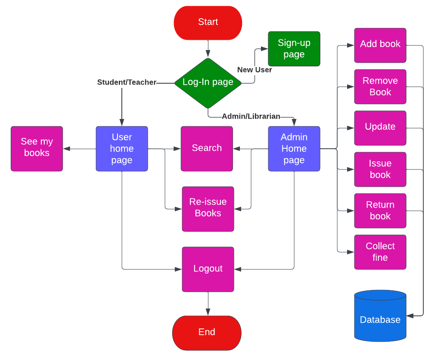 Start
Sign-up
page
Add book
New User
Log-In page
Student/Teacher
Remove
Book
Admin/Librarian
Update
See my
books
User
home
page
Search
Admin
Home
page
Issue
book
Re-issue
Books
Return
book
Collect
fine
Logout
Database
End